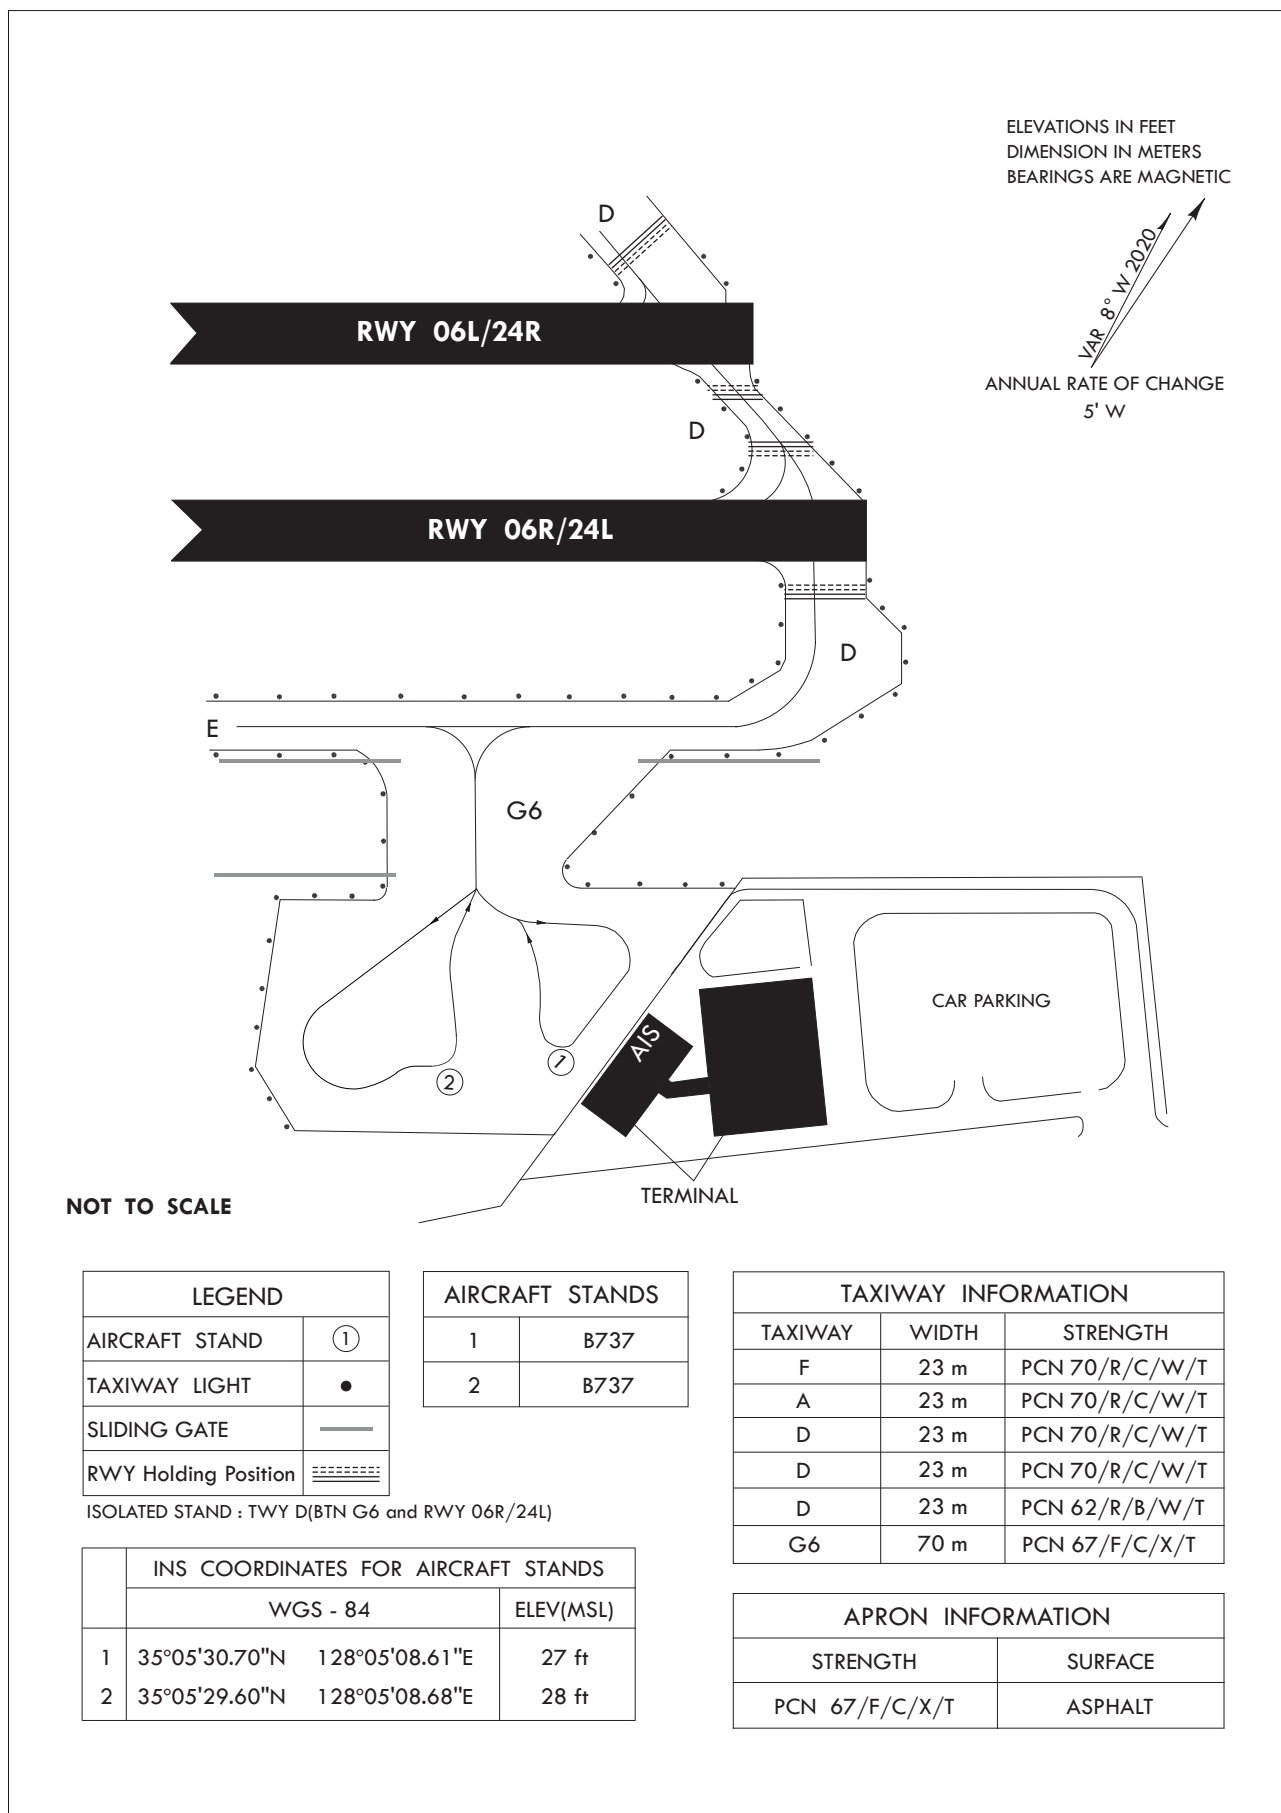 ELEVATIONS IN FEET
DIMENSION IN METERS
BEARINGS ARE MAGNETIC
VAR 8° W 2020
ANNUAL RATE OF CHANGE
5' W
D
RWY 06L/24R
D
RWY 06R/24L
D
E
G6
CAR PARKING
AIS
1
2
TERMINAL
NOT TO SCALE
LEGEND
AIRCRAFT STAND 1
TAXIWAY LIGHT
SLIDING GATE
RWY Holding Position
ISOLATED STAND : TWY D(BTN G6 and RWY 06R/24L)
AIRCRAFT STANDS
1 B737
2 B737
TAXIWAY INFORMATION
TAXIWAY WIDTH STRENGTH
F 23 m PCN 70/R/C/W/T
A 23 m PCN 70/R/C/W/T
D 23 m PCN 70/R/C/W/T
D 23 m PCN 70/R/C/W/T
D 23 m PCN 62/R/B/W/T
G6 70 m PCN 67/F/C/X/T
INS COORDINATES FOR AIRCRAFT STANDS
WGS - 84 ELEV(MSL)
1 35°05'30.70"N 128°05'08.61"E 27 ft
2 35°05'29.60"N 128°05'08.68"E 28 ft
APRON INFORMATION
STRENGTH SURFACE
PCN 67/F/C/X/T ASPHALT